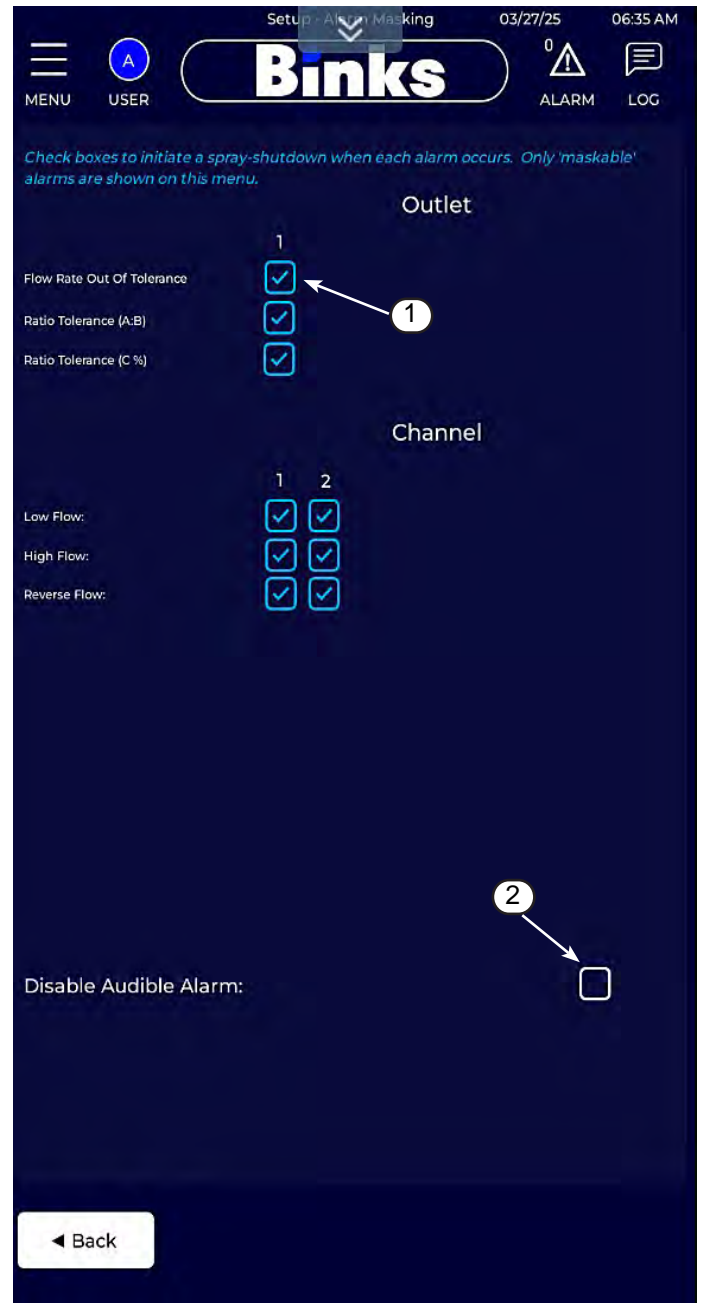 Setup - Alarm Masking 03/27/25 06:35 AM
A
Binks
0
MENU USER ALARM LOG
Check boxes to initiate a spray-shutdown when each alarm occurs. Only 'maskable'
alarms are shown on this menu.
Outlet
1
Flow Rate Out Of Tolerance
1
Ratio Tolerance (A:B)
Ratio Tolerance (C %)
Channel
1 2
Low Flow:
High Flow:
Reverse Flow:
2
Disable Audible Alarm:
◄ Back